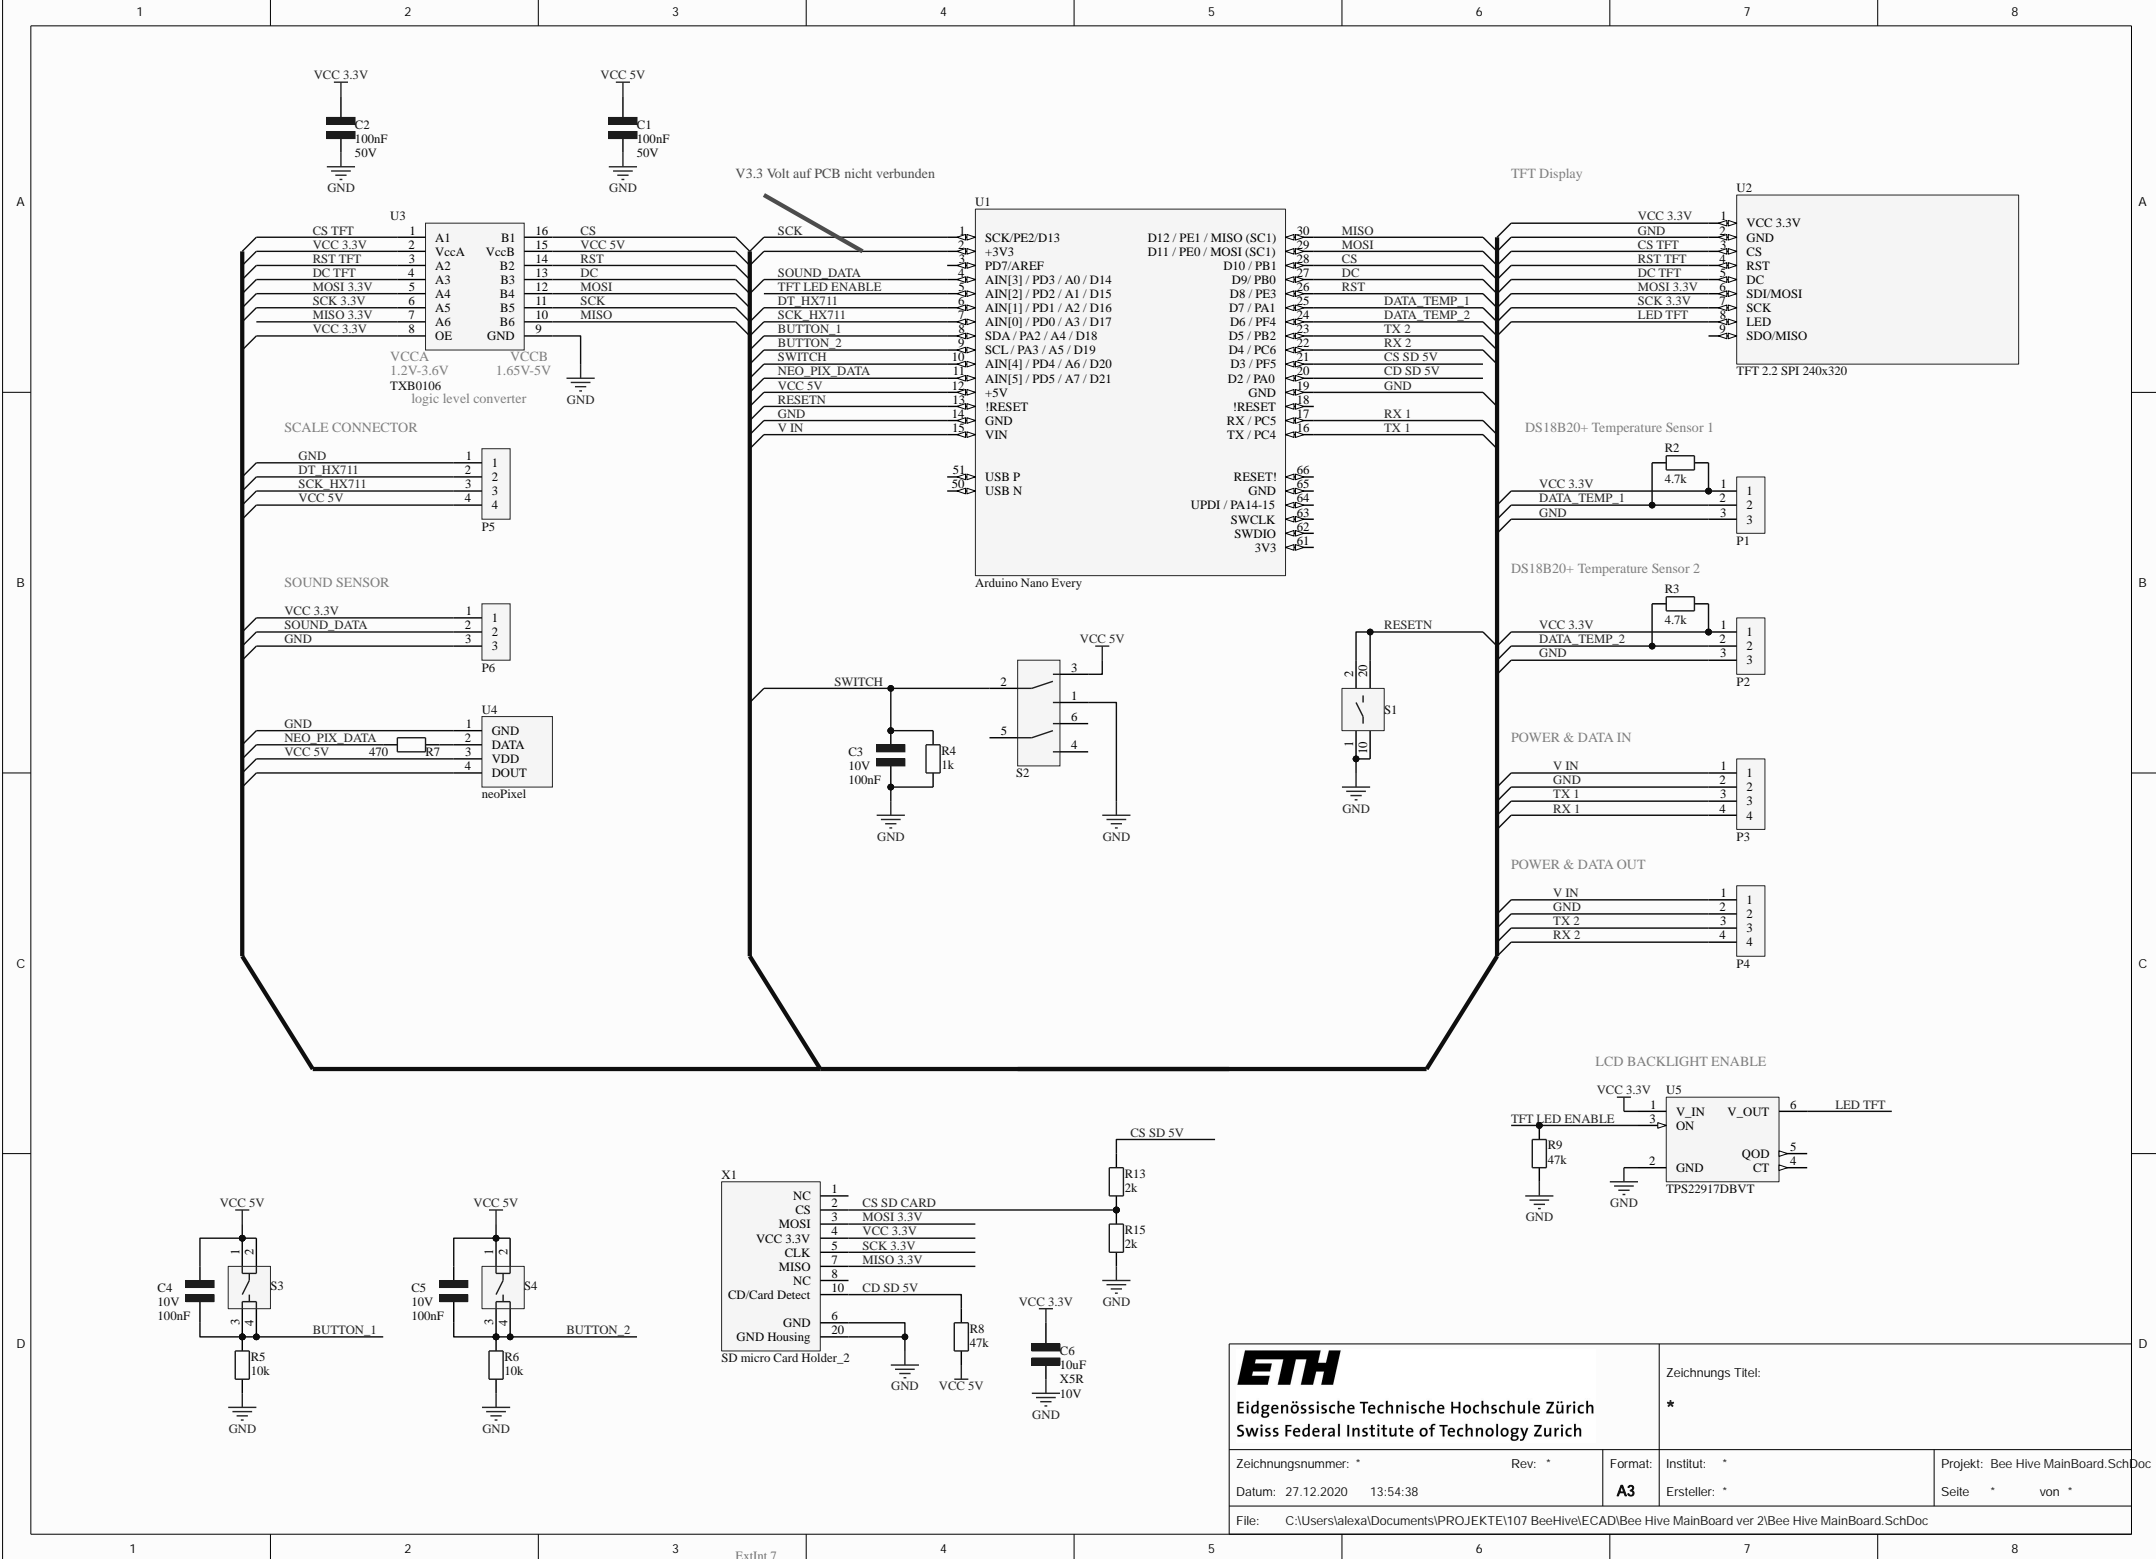 1 2 3 4 5 6 7 8
A
B
C
D
VCC 3.3V
C2
100nF
50V
GND
VCC 5V
C1
100nF
50V
GND
V3.3 Volt auf PCB nicht verbunden
U3
CS TFT 1 A1 B1 16 CS
VCC 3.3V 2 VccA VccB 15 VCC 5V
RST TFT 3 A2 B2 14 RST
DC TFT 4 A3 B3 13 DC
MOSI 3.3V 5 A4 B4 12 MOSI
SCK 3.3V 6 A5 B5 11 SCK
MISO 3.3V 7 A6 B6 10 MISO
VCC 3.3V 8 OE GND 9
VCCA VCCB
1.2V-3.6V 1.65V-5V
TXB0106
logic level converter
GND
SCALE CONNECTOR
GND 1 1
DT_HX711 2 2
SCK_HX711 3 3
VCC 5V 4 4
P5
SOUND SENSOR
VCC 3.3V 1 1
SOUND_DATA 2 2
GND 3 3
P6
U4
GND 1 GND
NEO_PIX_DATA 2 DATA
VCC 5V 470 R7 3 VDD
4 DOUT
neoPixel
U1
SCK 1 SCK/PE2/D13
2 +3V3
3 PD7/AREF
SOUND_DATA 4 AIN[3] / PD3 / A0 / D14
TFT LED ENABLE 5 AIN[2] / PD2 / A1 / D15
DT_HX711 6 AIN[1] / PD1 / A2 / D16
SCK_HX711 7 AIN[0] / PD0 / A3 / D17
BUTTON_1 8 SDA / PA2 / A4 / D18
BUTTON_2 9 SCL / PA3 / A5 / D19
SWITCH 10 AIN[4] / PD4 / A6 / D20
NEO_PIX_DATA 11 AIN[5] / PD5 / A7 / D21
VCC 5V 12 +5V
RESETN 13 !RESET
GND 14 GND
V IN 15 VIN
51 USB P
50 USB N
D12 / PE1 / MISO (SC1) 30 MISO
D11 / PE0 / MOSI (SC1) 29 MOSI
D10 / PB1 28 CS
D9/ PB0 27 DC
D8 / PE3 26 RST
D7 / PA1 25 DATA_TEMP_1
D6 / PF4 24 DATA_TEMP_2
D5 / PB2 23 TX 2
D4 / PC6 22 RX 2
D3 / PF5 21 CS SD 5V
D2 / PA0 20 CD SD 5V
GND 19 GND
!RESET 18
RX / PC5 17 RX 1
TX / PC4 16 TX 1
RESET! 66
GND 65
UPDI / PA14-15 64
SWCLK 63
SWDIO 62
3V3 61
Arduino Nano Every
TFT Display
U2
VCC 3.3V 1 VCC 3.3V
GND 2 GND
CS TFT 3 CS
RST TFT 4 RST
DC TFT 5 DC
MOSI 3.3V 6 SDI/MOSI
SCK 3.3V 7 SCK
LED TFT 8 LED
9 SDO/MISO
TFT 2.2 SPI 240x320
DS18B20+ Temperature Sensor 1
R2
4.7k
VCC 3.3V 1 1
DATA_TEMP_1 2 2
GND 3 3
P1
DS18B20+ Temperature Sensor 2
R3
4.7k
VCC 3.3V 1 1
DATA_TEMP_2 2 2
GND 3 3
P2
POWER & DATA IN
V IN 1 1
GND 2 2
TX 1 3 3
RX 1 4 4
P3
POWER & DATA OUT
V IN 1 1
GND 2 2
TX 2 3 3
RX 2 4 4
P4
SWITCH
C3
10V
100nF
R4
1k
GND
VCC 5V
2 3
1
6
5
4
S2
GND
RESETN
2 20
S1
1 10
GND
LCD BACKLIGHT ENABLE
VCC 3.3V U5
1 V_IN V_OUT 6 LED TFT
TFT LED ENABLE 3 ON
R9
47k
QOD 5
2 GND CT 4
TPS22917DBVT
GND
GND
VCC 5V
1 2
C4
10V
100nF
S3
3 4
BUTTON_1
R5
10k
GND
VCC 5V
1 2
C5
10V
100nF
S4
3 4
BUTTON_2
R6
10k
GND
X1
NC 1
CS 2 CS SD CARD
MOSI 3 MOSI 3.3V
VCC 3.3V 4 VCC 3.3V
CLK 5 SCK 3.3V
MISO 7 MISO 3.3V
NC 8
CD/Card Detect 10 CD SD 5V
GND 6
GND Housing 20
SD micro Card Holder_2
GND
R8
47k
VCC 5V
CS SD 5V
R13
2k
R15
2k
GND
VCC 3.3V
C6
10uF
X5R
10V
GND
ETH
Eidgenössische Technische Hochschule Zürich
Swiss Federal Institute of Technology Zurich
Zeichnungs Titel:
*
Zeichnungsnummer: * Rev: * Format: Institut: * Projekt: Bee Hive MainBoard.SchDoc
Datum: 27.12.2020 13:54:38 A3 Ersteller: * Seite * von *
File: C:\Users\alexa\Documents\PROJEKTE\107 BeeHive\ECAD\Bee Hive MainBoard ver 2\Bee Hive MainBoard.SchDoc
A
B
C
D
1 2 3 4 5 6 7 8
ExtInt 7